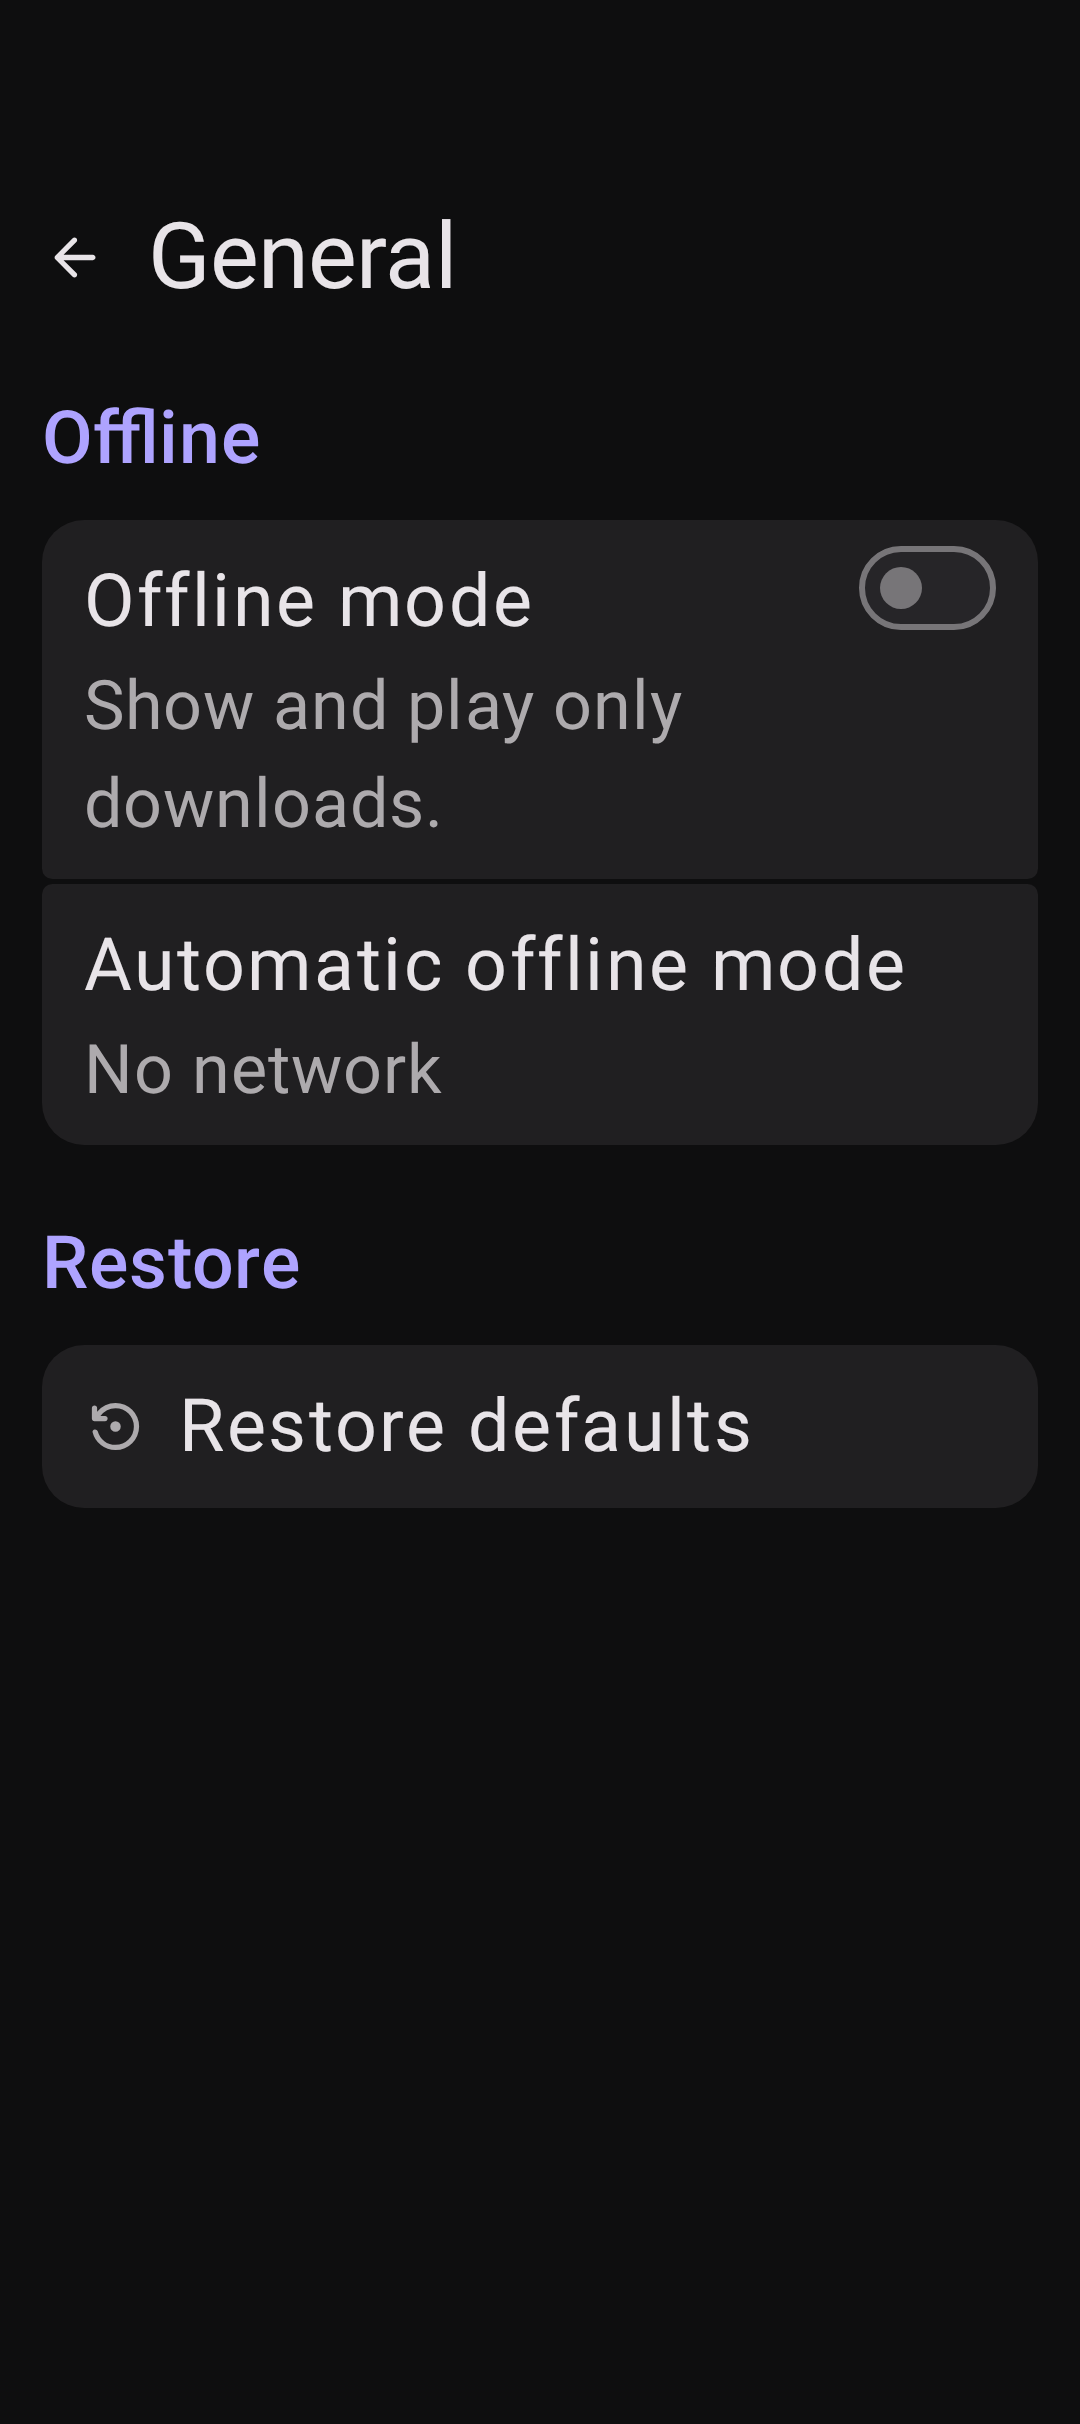 General
Offline
Offline mode
Show and play only
downloads.
Automatic offline mode
No network
Restore
Restore defaults